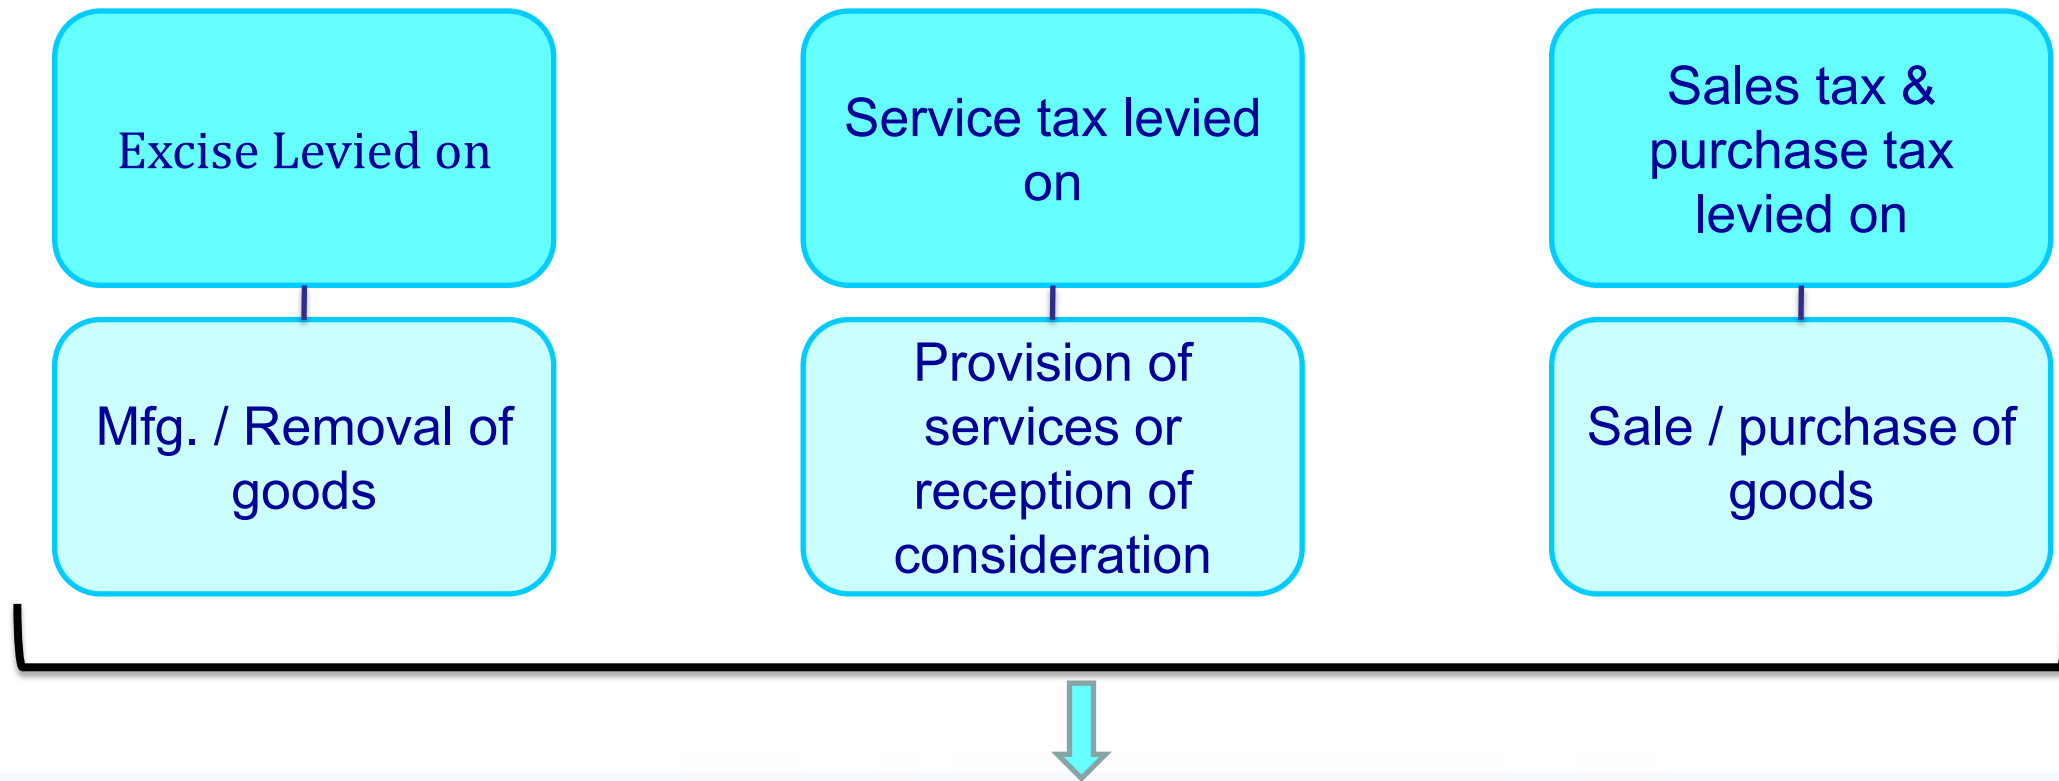 Excise Levied on
Service tax levied
on
Sales tax &
purchase tax
levied on
Mfg. / Removal of
goods
Provision of
services or
reception of
consideration
Sale / purchase of
goods